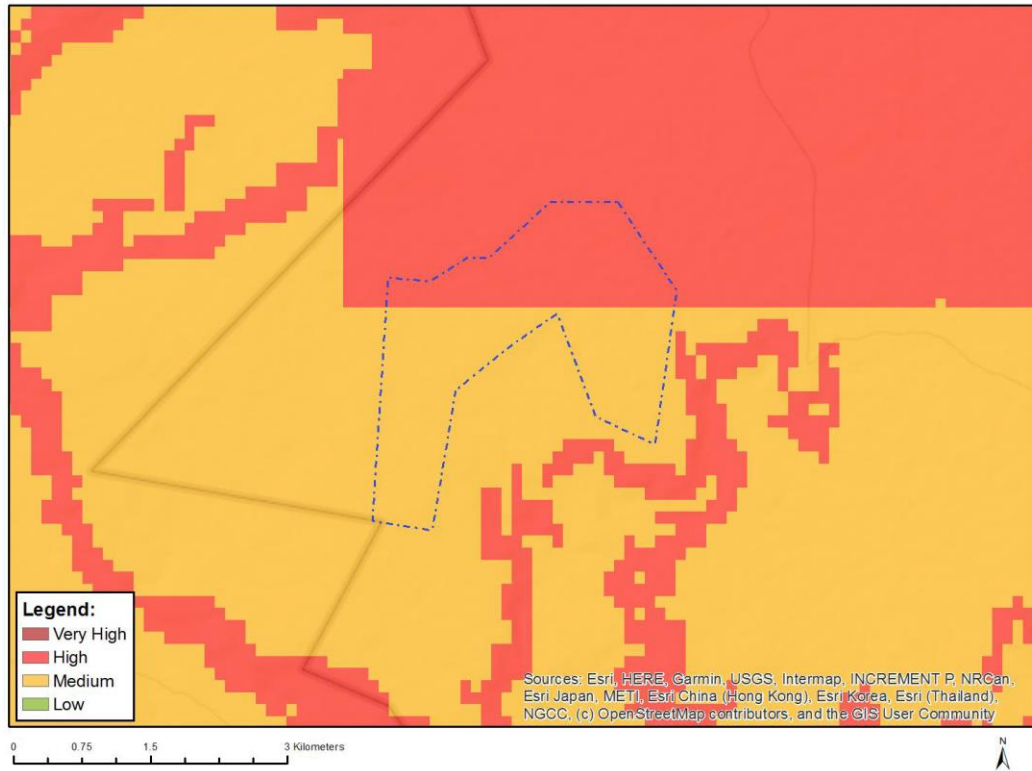 Legend:
Very High
High
Medium
Low
Sources: Esri, HERE, Garmin, USGS, Intermap, INCREMENT P, NRCan,
Esri Japan, METI, Esri China (Hong Kong), Esri Korea, Esri (Thailand),
NGCC, (c) OpenStreetMap contributors, and the GIS User Community
0 0.75 1.5 3 Kilometers
N